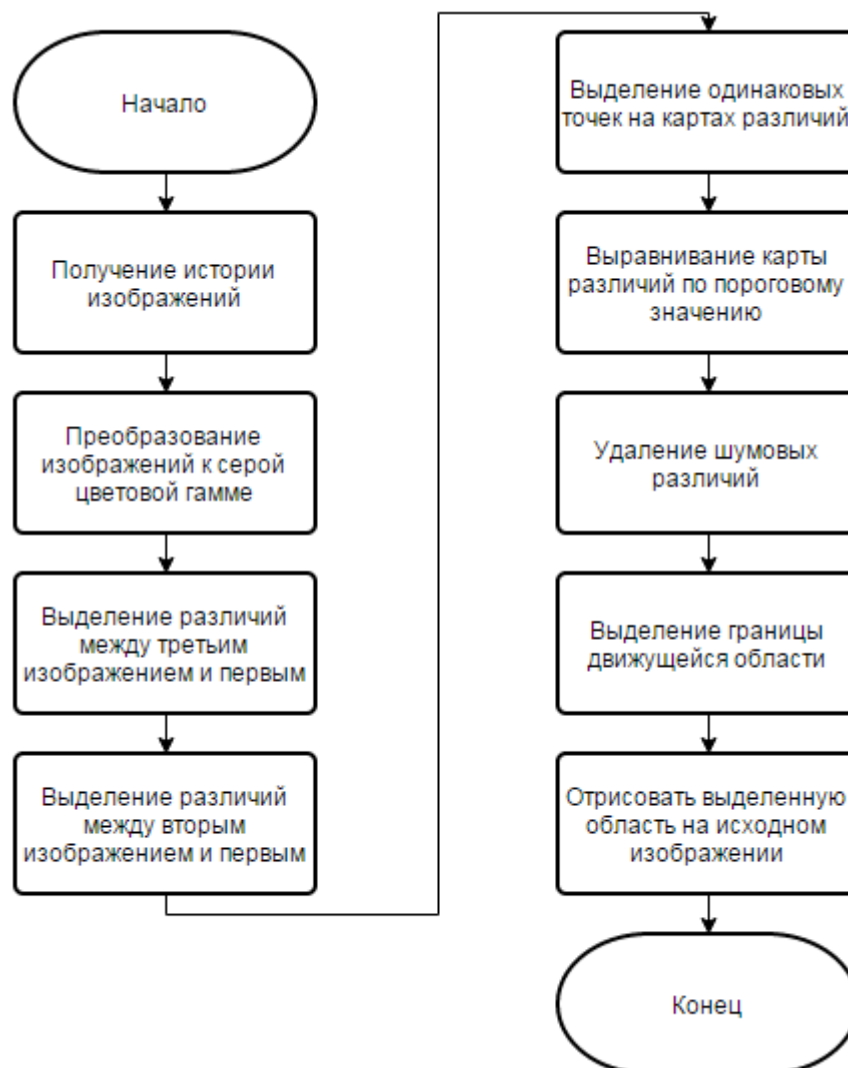 Начало
Получение истории
изображений
Преобразование
изображений к серой
цветовой гамме
Выделение различий
между третьим
изображением и первым
Выделение различий
между вторым
изображением и первым
Выделение одинаковых
точек на картах различий
Выравнивание карты
различий по пороговому
значению
Удаление шумовых
различий
Выделение границы
движущейся области
Отрисовать выделенную
область на исходном
изображении
Конец